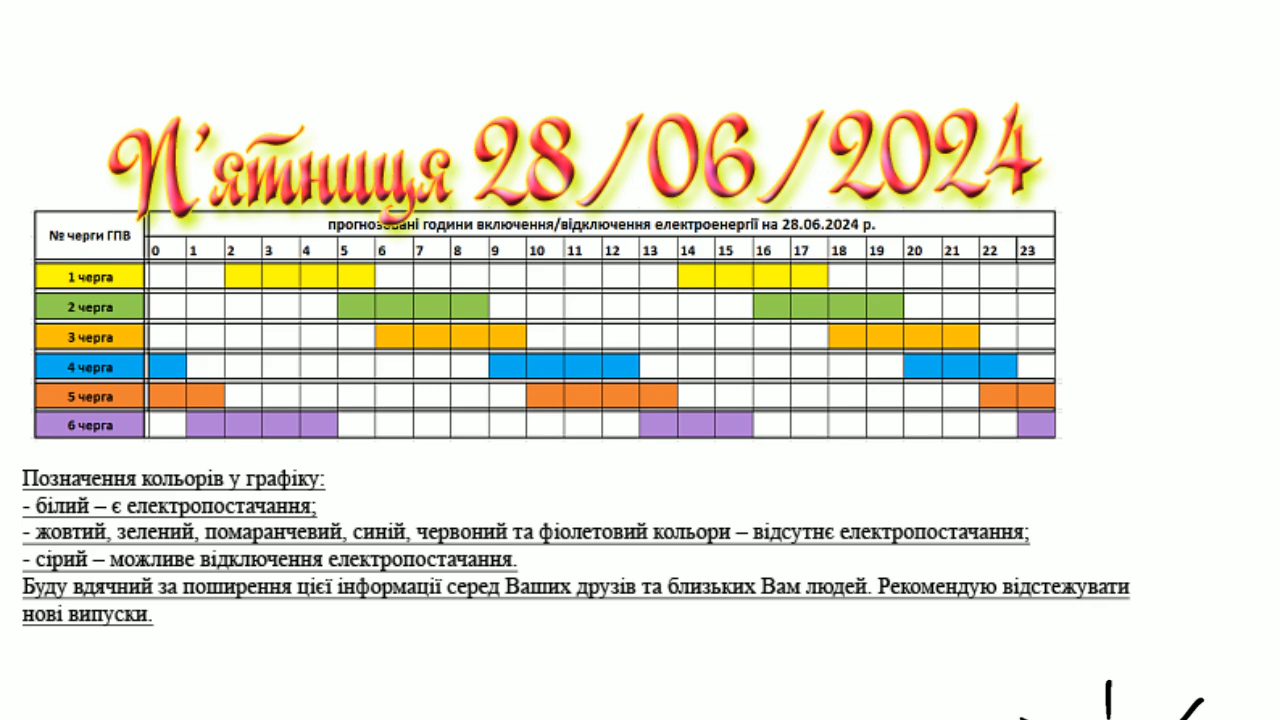 П'ятниця 28/06/2024
№ черги ГПВ
прогнозовані години включення/відключення електроенергії на 28.06.2024 р.
0 1 2 3 4 5 6 7 8 9 10 11 12 13 14 15 16 17 18 19 20 21 22 23
1 черга
2 черга
3 черга
4 черга
5 черга
6 черга
Позначення кольорів у графіку:
- білий – є електропостачання;
- жовтий, зелений, помаранчевий, синій, червоний та фіолетовий кольори – відсутнє електропостачання;
- сірий – можливе відключення електропостачання.
Буду вдячний за поширення цієї інформації серед Ваших друзів та близьких Вам людей. Рекомендую відстежувати
нові випуски.